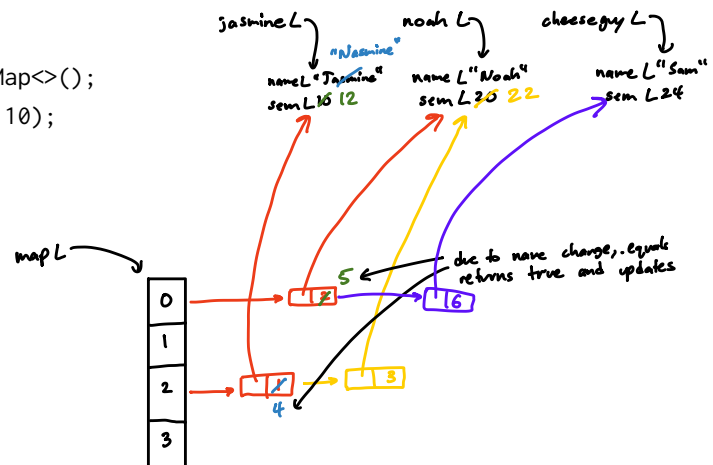 jasmine L
noah L
cheeseguy L
Map<>();
10);
"Nasmine"
name L "Jasmine"
sem L 10 12
name L "Noah"
sem L 20 22
name L "Sam"
sem L 24
map L
due to name change, .equals
returns true and updates
5
0
2
6
1
2
1
3
4
3